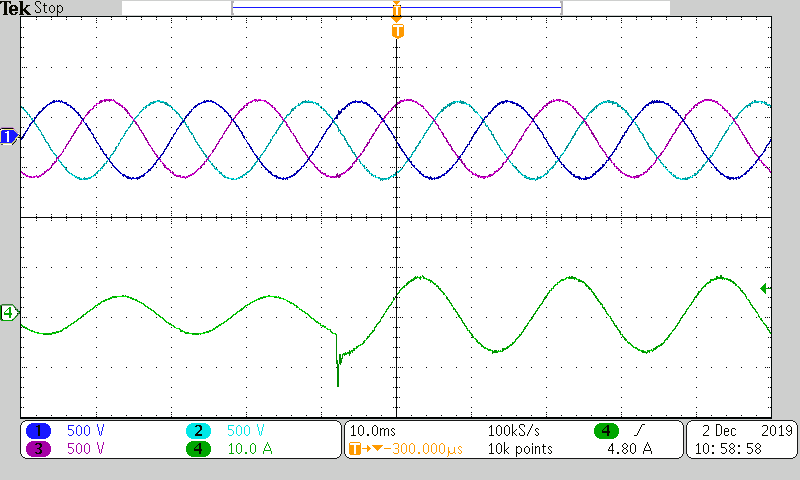 Tek Stop
T
T
1
4
1 500 V 2 500 V 10.0ms 100kS/s 4 2 Dec 2019
3 500 V 4 10.0 A T→▼-300.000µs 10k points 4.80 A 10:58:58